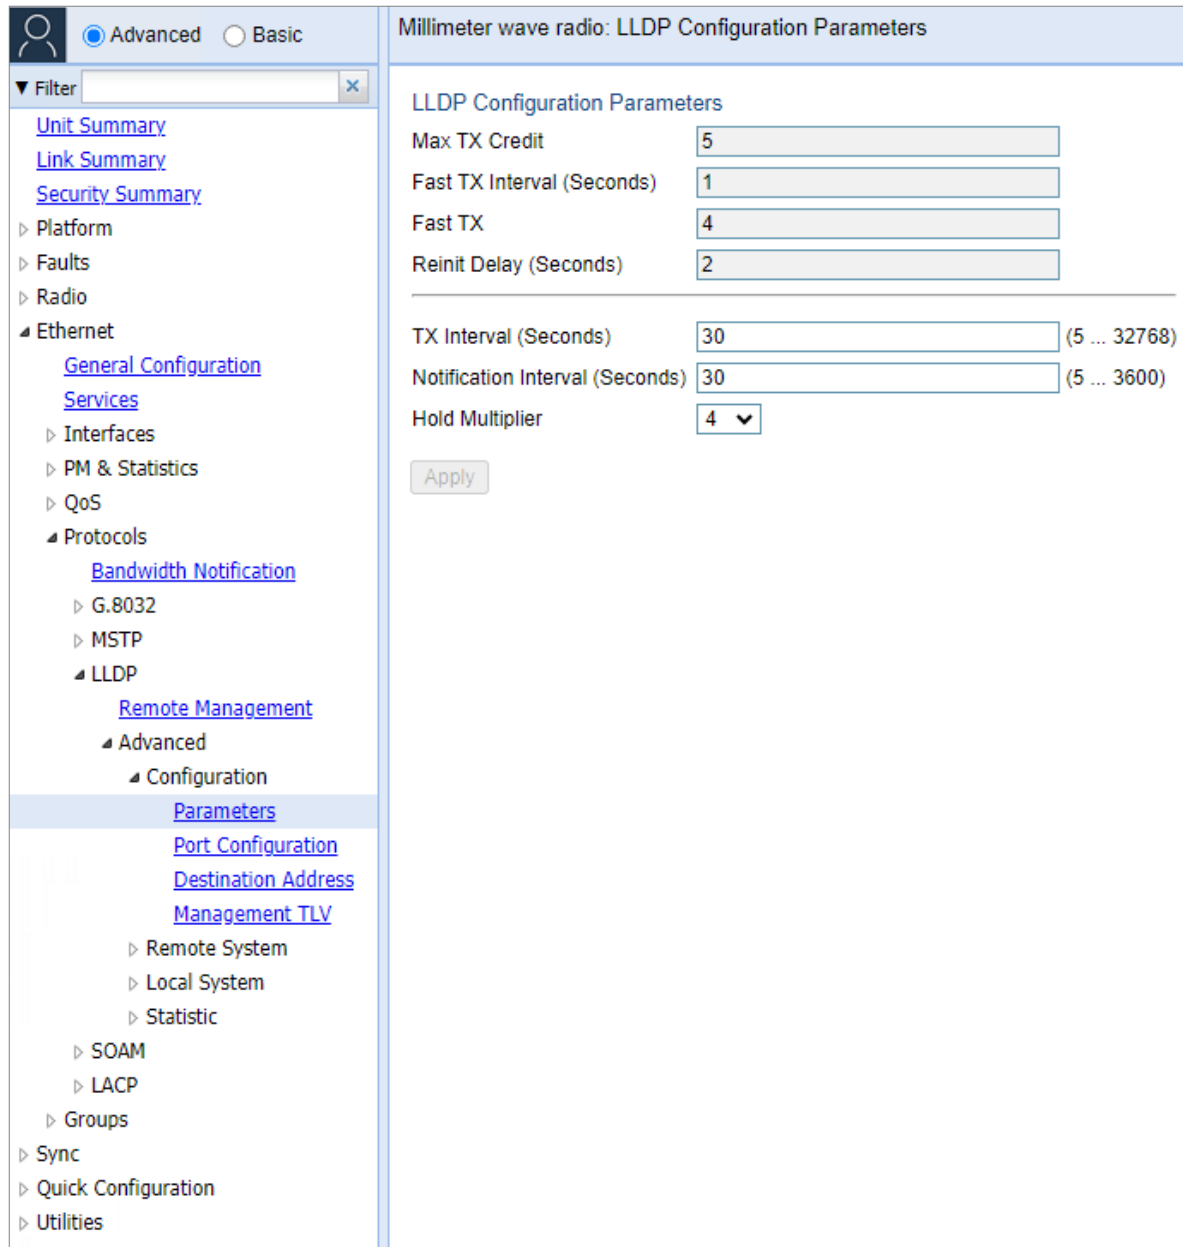 Advanced Basic
Filter
Unit Summary
Link Summary
Security Summary
Platform
Faults
Radio
Ethernet
General Configuration
Services
Interfaces
PM & Statistics
QoS
Protocols
Bandwidth Notification
G.8032
MSTP
LLDP
Remote Management
Advanced
Configuration
Parameters
Port Configuration
Destination Address
Management TLV
Remote System
Local System
Statistic
SOAM
LACP
Groups
Sync
Quick Configuration
Utilities
Millimeter wave radio: LLDP Configuration Parameters
LLDP Configuration Parameters
Max TX Credit 5
Fast TX Interval (Seconds) 1
Fast TX 4
Reinit Delay (Seconds) 2
TX Interval (Seconds) 30 (5 ... 32768)
Notification Interval (Seconds) 30 (5 ... 3600)
Hold Multiplier 4
Apply